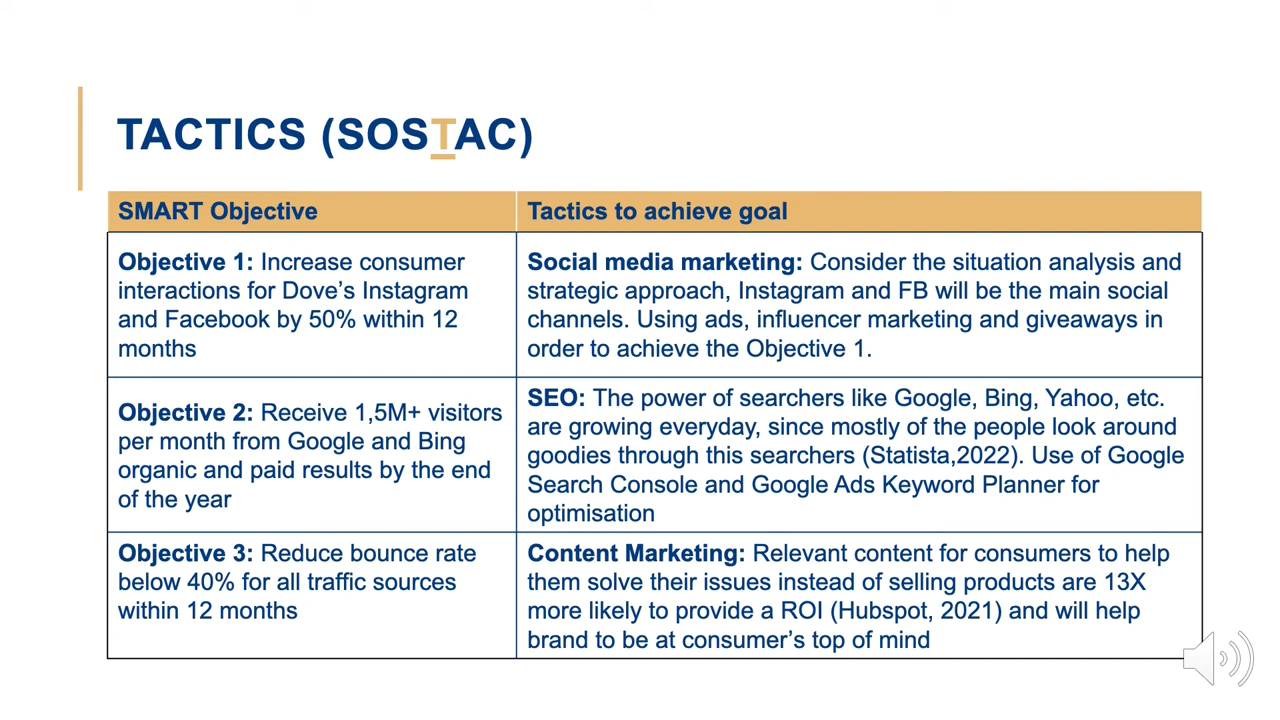 TACTICS (SOSTAC)
SMART Objective
Tactics to achieve goal
Objective 1: Increase consumer
interactions for Dove's Instagram
and Facebook by 50% within 12
months
Social media marketing: Consider the situation analysis and
strategic approach, Instagram and FB will be the main social
channels. Using ads, influencer marketing and giveaways in
order to achieve the Objective 1.
Objective 2: Receive 1,5M+ visitors
per month from Google and Bing
organic and paid results by the end
of the year
SEO: The power of searchers like Google, Bing, Yahoo, etc.
are growing everyday, since mostly of the people look around
goodies through this searchers (Statista,2022). Use of Google
Search Console and Google Ads Keyword Planner for
optimisation
Objective 3: Reduce bounce rate
below 40% for all traffic sources
within 12 months
Content Marketing: Relevant content for consumers to help
them solve their issues instead of selling products are 13X
more likely to provide a ROI (Hubspot, 2021) and will help
brand to be at consumer's top of mind